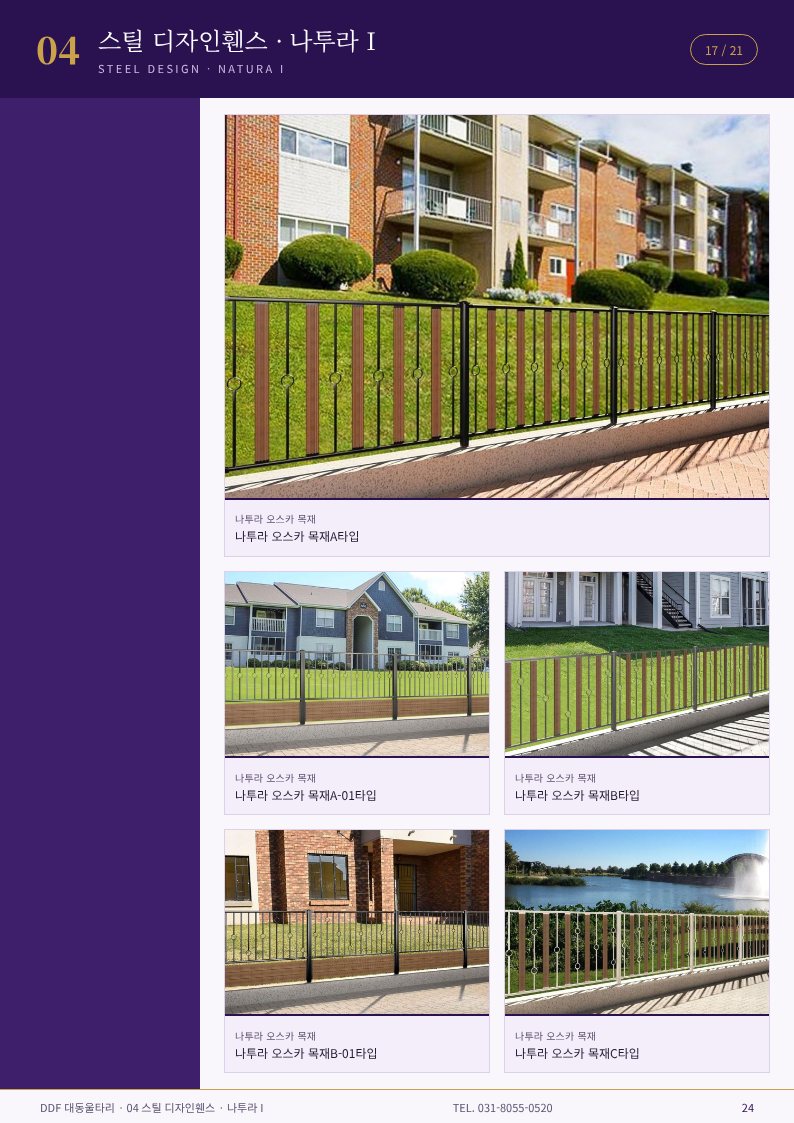 04
스틸 디자인휀스 · 나투라 I
STEEL DESIGN · NATURA I
17 / 21
나투라 오스카 목재
나투라 오스카 목재A타입
나투라 오스카 목재
나투라 오스카 목재A-01타입
나투라 오스카 목재
나투라 오스카 목재B타입
나투라 오스카 목재
나투라 오스카 목재B-01타입
나투라 오스카 목재
나투라 오스카 목재C타입
DDF 대동울타리 · 04 스틸 디자인휀스 · 나투라 I
TEL. 031-8055-0520
24